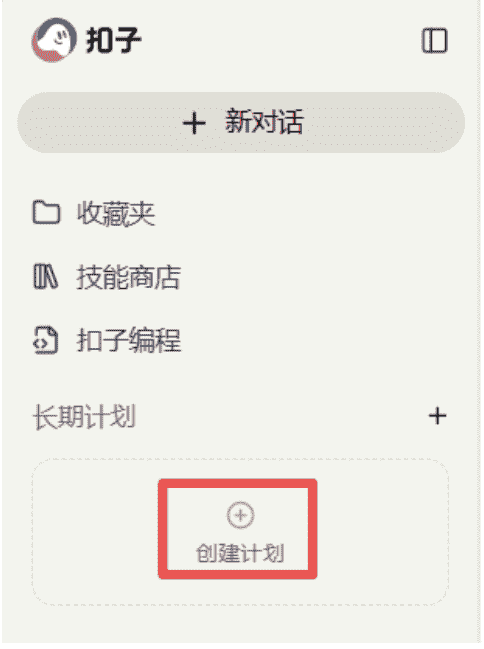 扣子
新对话
收藏夹
技能商店
扣子编程
长期计划
创建计划